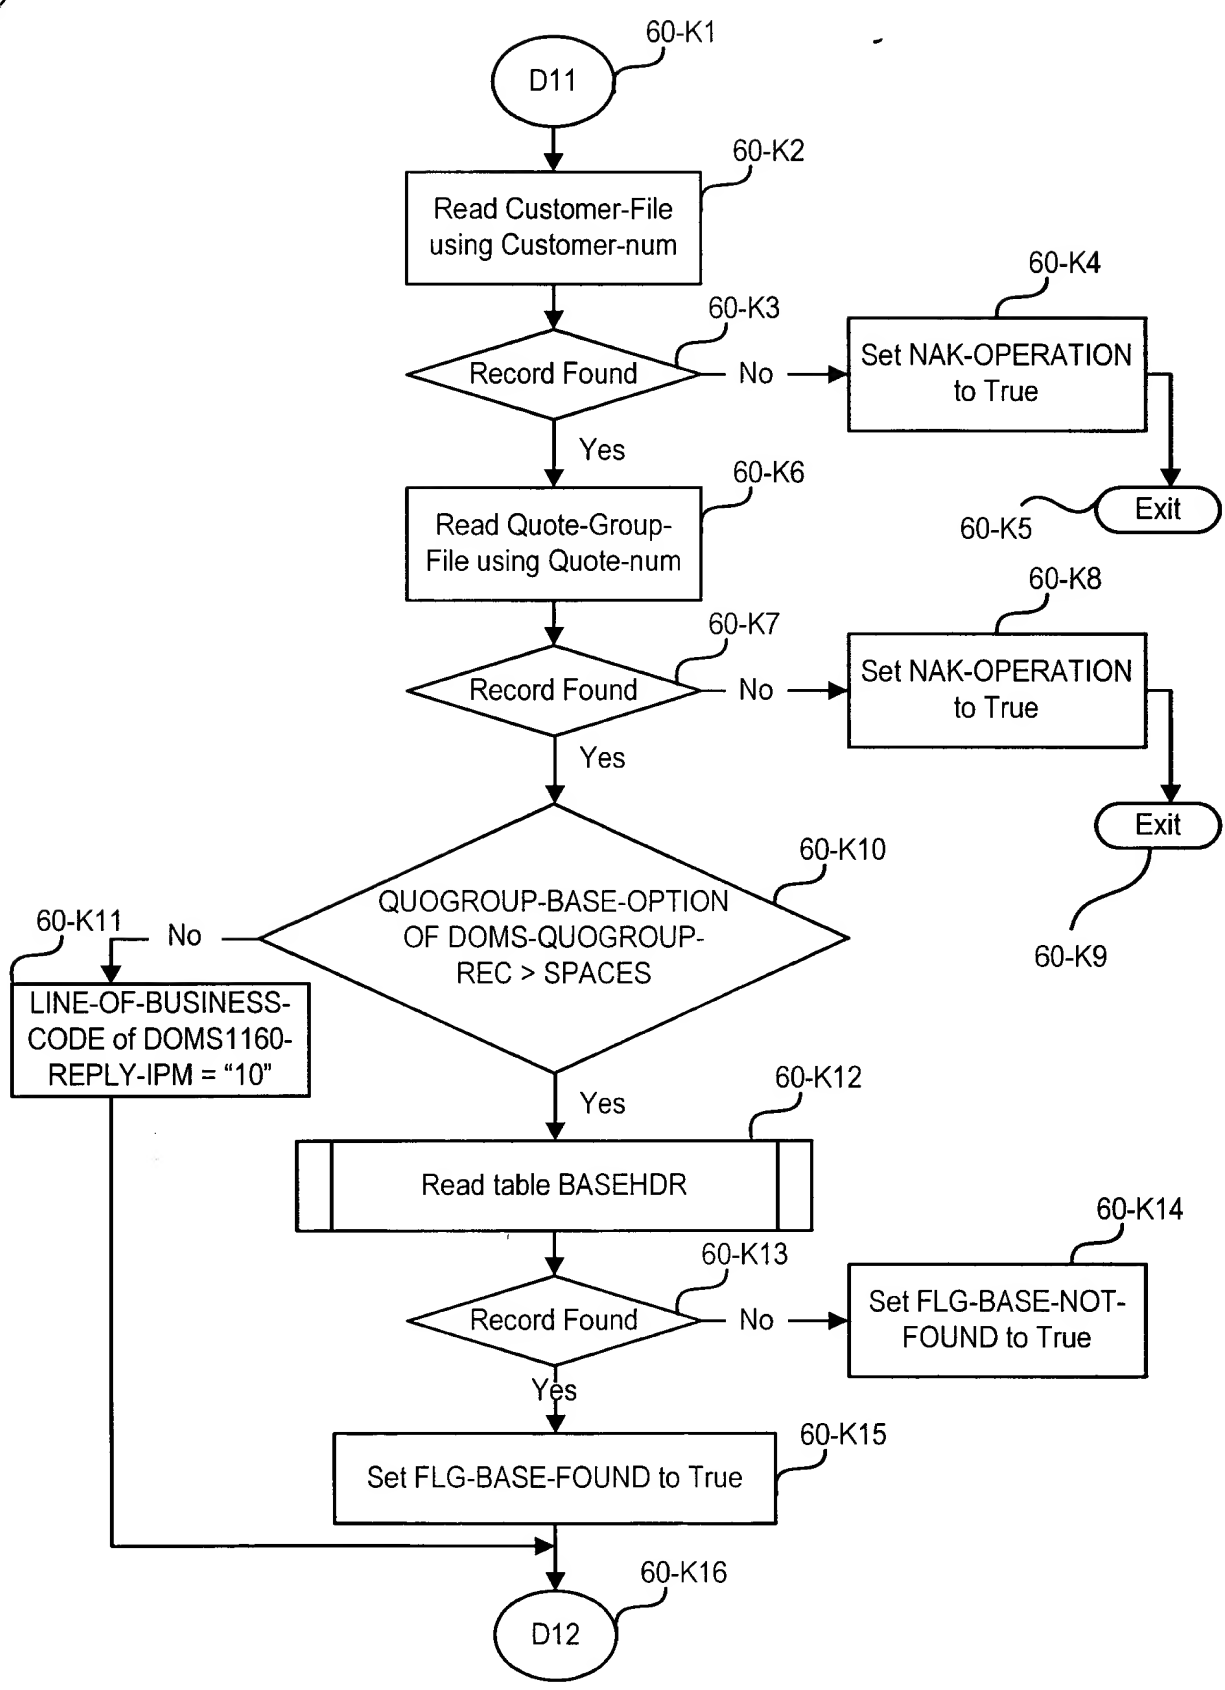 60-K1
D11
60-K2
Read Customer-File
using Customer-num
60-K3
Record Found
No
60-K4
Set NAK-OPERATION
to True
Yes
60-K5
Exit
60-K6
Read Quote-Group-
File using Quote-num
60-K7
Record Found
No
60-K8
Set NAK-OPERATION
to True
Yes
Exit
60-K9
60-K10
QUOGROUP-BASE-OPTION
OF DOMS-QUOGROUP-
REC > SPACES
No
60-K11
LINE-OF-BUSINESS-
CODE of DOMS1160-
REPLY-IPM = “10”
Yes
60-K12
Read table BASEHDR
60-K13
Record Found
No
60-K14
Set FLG-BASE-NOT-
FOUND to True
Yes
60-K15
Set FLG-BASE-FOUND to True
60-K16
D12